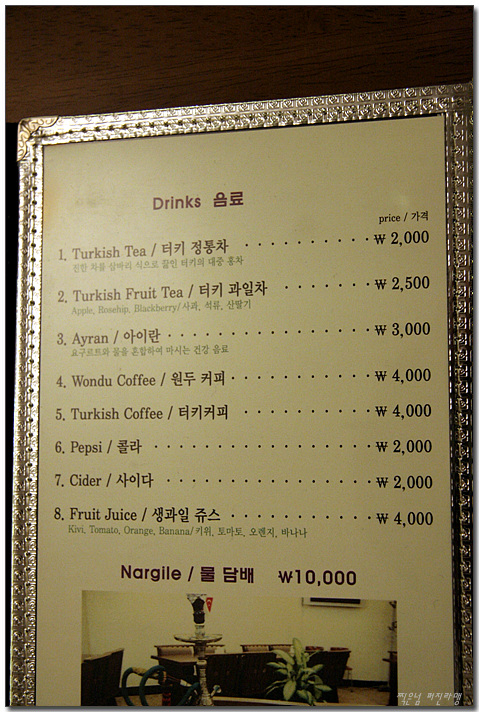 Drinks 음료
price / 가격
1. Turkish Tea / 터키 정통차 ₩ 2,000
진한 차를 삼바리 식으로 끓인 터키의 대중 홍차
2. Turkish Fruit Tea / 터키 과일차 ₩ 2,500
Apple, Rosehip, Blackberry/사과, 석류, 산딸기
3. Ayran / 아이란 ₩ 3,000
요구르트와 물을 혼합하여 마시는 건강 음료
4. Wondu Coffee / 원두 커피 ₩ 4,000
5. Turkish Coffee / 터키커피 ₩ 4,000
6. Pepsi / 콜라 ₩ 2,000
7. Cider / 사이다 ₩ 2,000
8. Fruit Juice / 생과일 쥬스 ₩ 4,000
Kivi, Tomato, Orange, Banana/키위, 토마토, 오렌지, 바나나
Nargile / 물 담배 ₩10,000